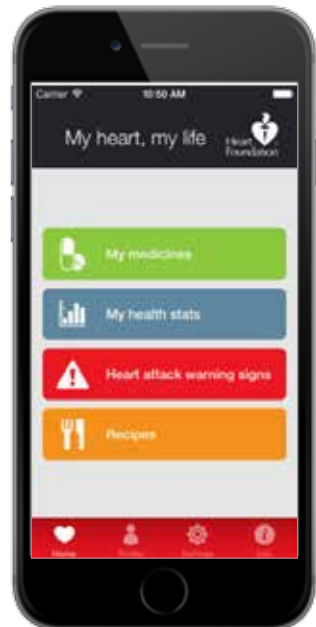 Carrier 10:50 AM
My heart, my life
Heart
Foundation
My medicines
My health stats
Heart attack warning signs
Recipes
Home Profile Settings Info